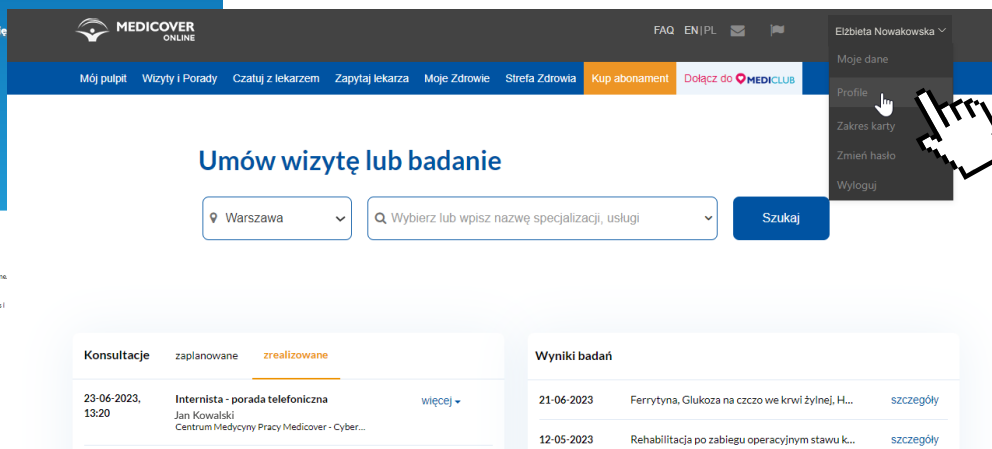 ię
MEDICOVER
ONLINE
FAQ EN|PL
Elżbieta Nowakowska
Moje dane
Profile
Zakres karty
Zmień hasło
Wyloguj
Mój pulpit Wizyty i Porady Czatuj z lekarzem Zapytaj lekarza Moje Zdrowie Strefa Zdrowia Kup abonament Dołącz do MEDICLUB
Umów wizytę lub badanie
Warszawa
Wybierz lub wpisz nazwę specjalizacji, usługi
Szukaj
Konsultacje zaplanowane zrealizowane
23-06-2023,
13:20
Internista - porada telefoniczna
więcej
Jan Kowalski
Centrum Medycyny Pracy Medicover - Cyber...
Wyniki badań
21-06-2023 Ferrytyna, Glukoza na czczo we krwi żylnej, H... szczegóły
12-05-2023 Rehabilitacja po zabiegu operacyjnym stawu k... szczegóły